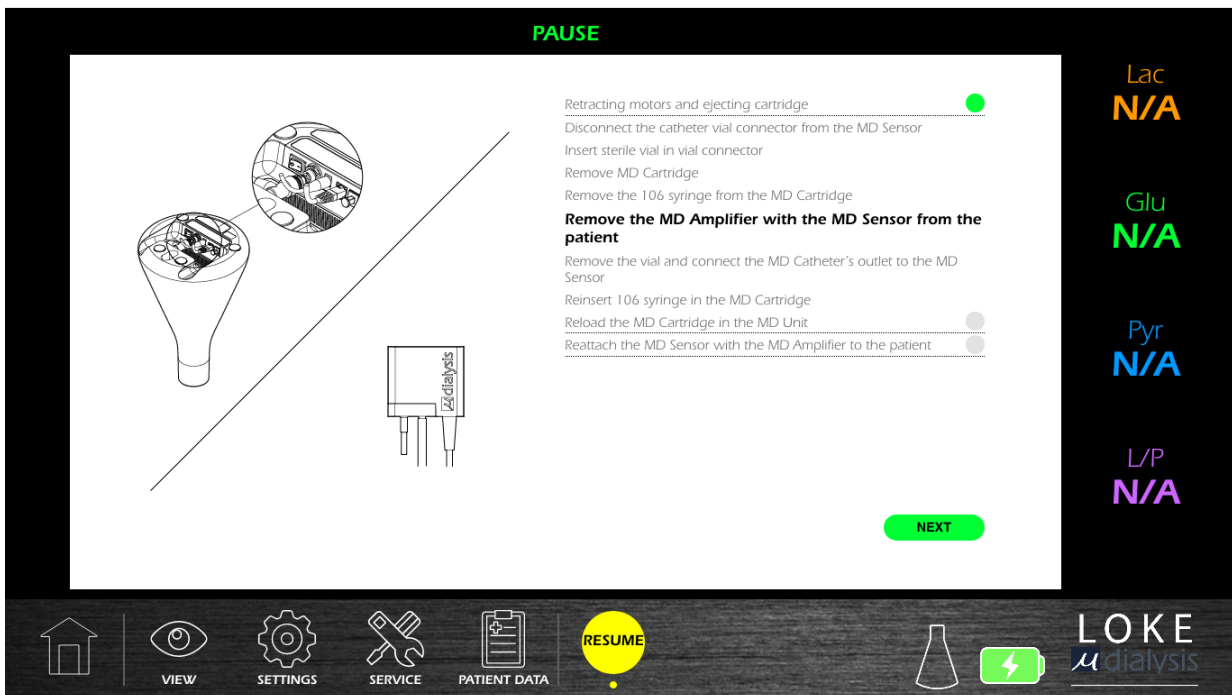 PAUSE
Retracting motors and ejecting cartridge
Disconnect the catheter vial connector from the MD Sensor
Insert sterile vial in vial connector
Remove MD Cartridge
Remove the 106 syringe from the MD Cartridge
Remove the MD Amplifier with the MD Sensor from the
patient
Remove the vial and connect the MD Catheter´s outlet to the MD
Sensor
Reinsert 106 syringe in the MD Cartridge
Reload the MD Cartridge in the MD Unit
Reattach the MD Sensor with the MD Amplifier to the patient
μdialysis
NEXT
Lac
N/A
Glu
N/A
Pyr
N/A
L/P
N/A
VIEW
SETTINGS
SERVICE
PATIENT DATA
RESUME
LOKE
μdialysis